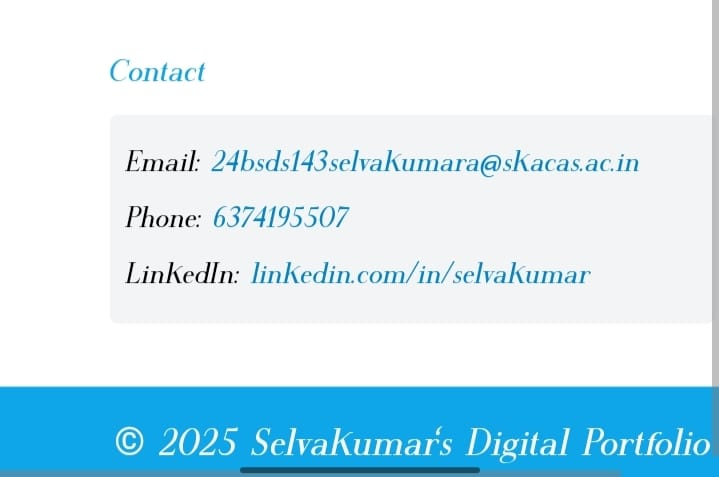 Contact
Email: 24bsds143selvakumara@skacas.ac.in
Phone: 6374195507
LinkedIn: linkedin.com/in/selvakumar
© 2025 SelvaKumar's Digital Portfolio